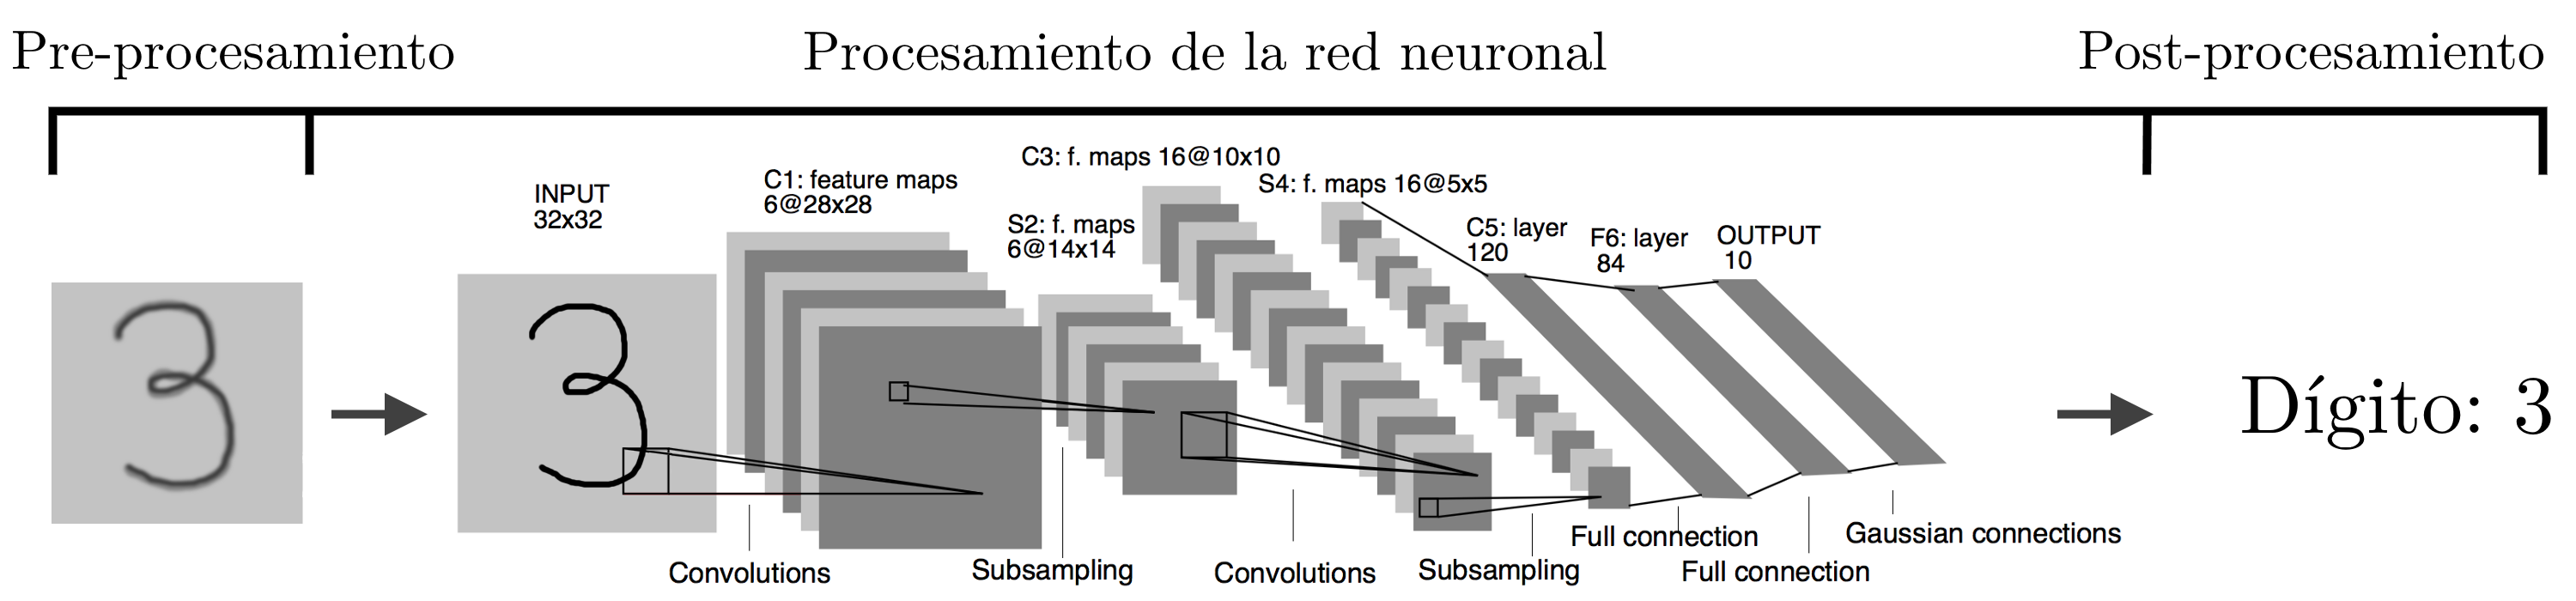 Pre-procesamiento
Procesamiento de la red neuronal
Post-procesamiento
INPUT
32x32
C1: feature maps
6@28x28
S2: f. maps
6@14x14
C3: f. maps 16@10x10
S4: f. maps 16@5x5
C5: layer
120
F6: layer
84
OUTPUT
10
3
3
Dígito: 3
Convolutions
Subsampling
Convolutions
Subsampling
Full connection
Full connection
Gaussian connections